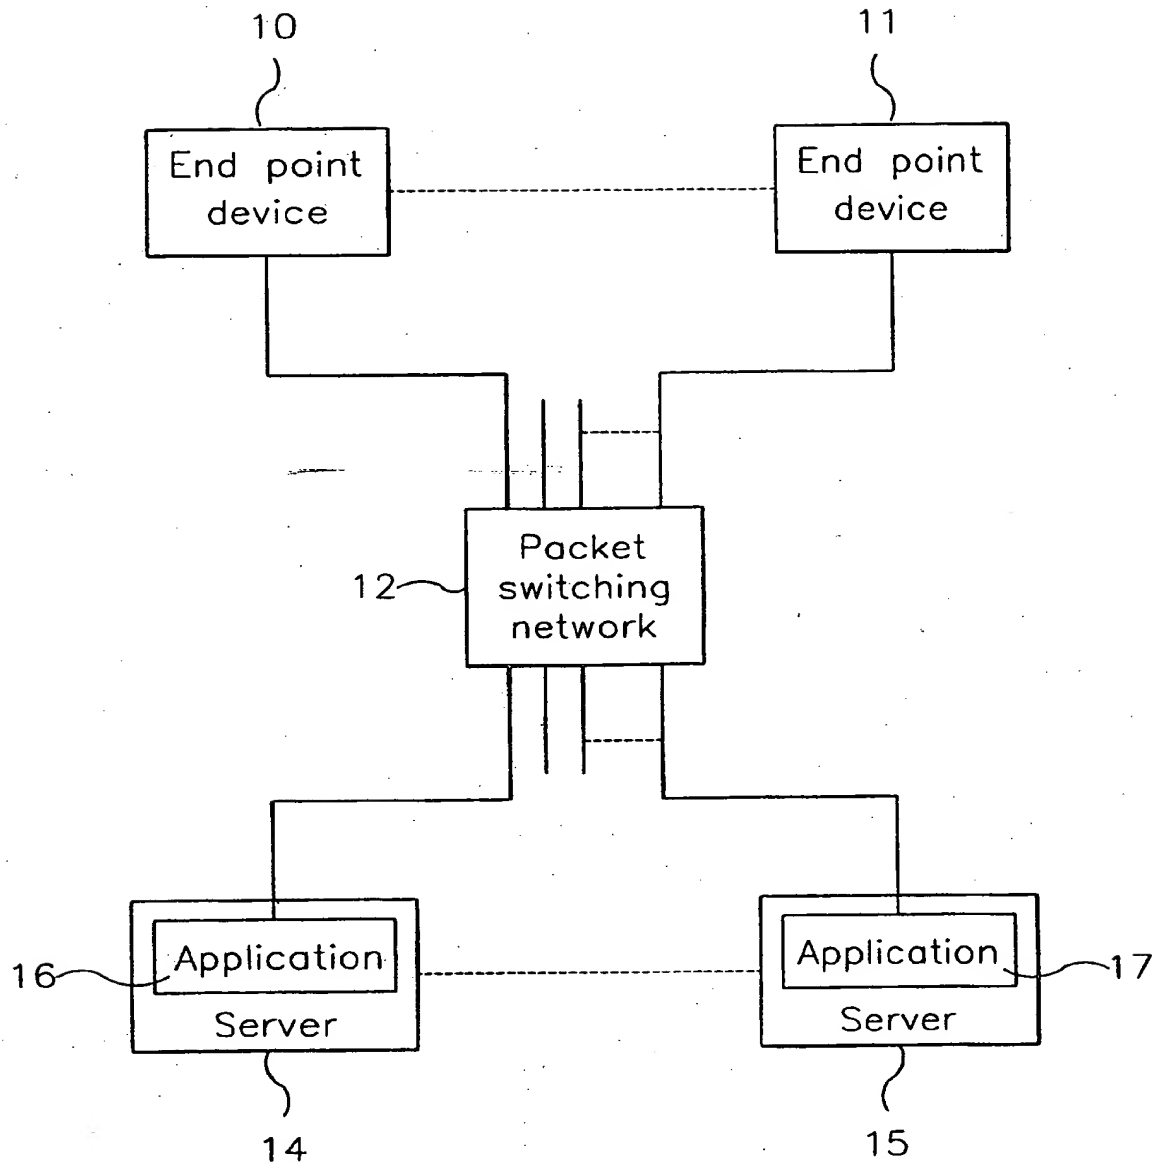 10
11
End point
device
End point
device
12
Packet
switching
network
16
Application
Server
Application
17
Server
14
15